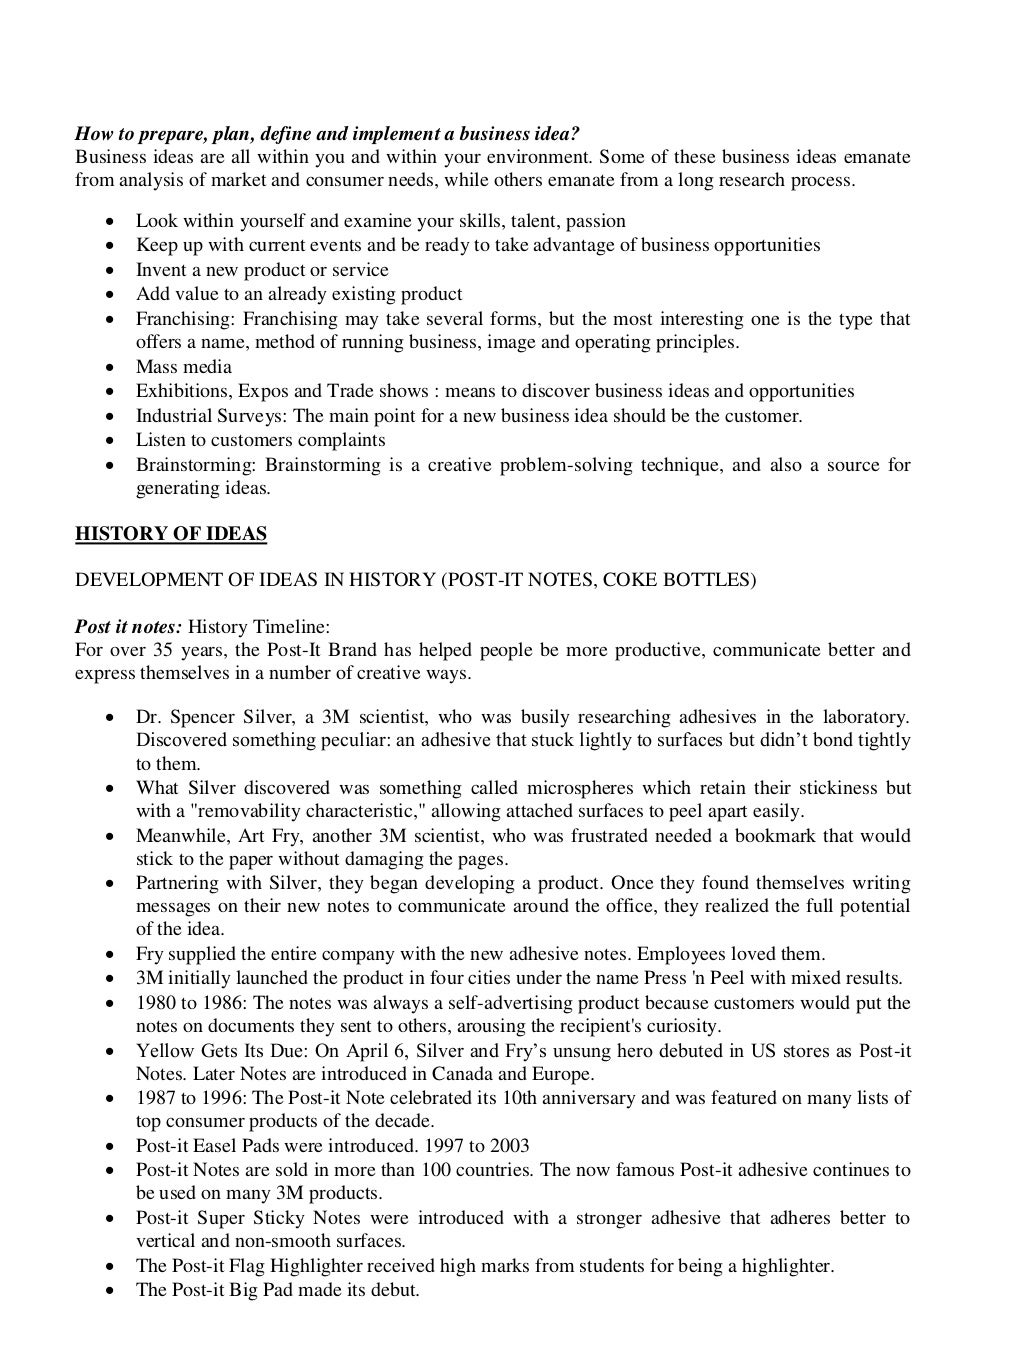 How to prepare, plan, define and implement a business idea?
Business ideas are all within you and within your environment. Some of these business ideas emanate
from analysis of market and consumer needs, while others emanate from a long research process.
• Look within yourself and examine your skills, talent, passion
• Keep up with current events and be ready to take advantage of business opportunities
• Invent a new product or service
• Add value to an already existing product
• Franchising: Franchising may take several forms, but the most interesting one is the type that
offers a name, method of running business, image and operating principles.
• Mass media
• Exhibitions, Expos and Trade shows : means to discover business ideas and opportunities
• Industrial Surveys: The main point for a new business idea should be the customer.
• Listen to customers complaints
• Brainstorming: Brainstorming is a creative problem-solving technique, and also a source for
generating ideas.
HISTORY OF IDEAS
DEVELOPMENT OF IDEAS IN HISTORY (POST-IT NOTES, COKE BOTTLES)
Post it notes: History Timeline:
For over 35 years, the Post-It Brand has helped people be more productive, communicate better and
express themselves in a number of creative ways.
• Dr. Spencer Silver, a 3M scientist, who was busily researching adhesives in the laboratory.
Discovered something peculiar: an adhesive that stuck lightly to surfaces but didn’t bond tightly
to them.
• What Silver discovered was something called microspheres which retain their stickiness but
with a "removability characteristic," allowing attached surfaces to peel apart easily.
• Meanwhile, Art Fry, another 3M scientist, who was frustrated needed a bookmark that would
stick to the paper without damaging the pages.
• Partnering with Silver, they began developing a product. Once they found themselves writing
messages on their new notes to communicate around the office, they realized the full potential
of the idea.
• Fry supplied the entire company with the new adhesive notes. Employees loved them.
• 3M initially launched the product in four cities under the name Press 'n Peel with mixed results.
• 1980 to 1986: The notes was always a self-advertising product because customers would put the
notes on documents they sent to others, arousing the recipient's curiosity.
• Yellow Gets Its Due: On April 6, Silver and Fry’s unsung hero debuted in US stores as Post-it
Notes. Later Notes are introduced in Canada and Europe.
• 1987 to 1996: The Post-it Note celebrated its 10th anniversary and was featured on many lists of
top consumer products of the decade.
• Post-it Easel Pads were introduced. 1997 to 2003
• Post-it Notes are sold in more than 100 countries. The now famous Post-it adhesive continues to
be used on many 3M products.
• Post-it Super Sticky Notes were introduced with a stronger adhesive that adheres better to
vertical and non-smooth surfaces.
• The Post-it Flag Highlighter received high marks from students for being a highlighter.
• The Post-it Big Pad made its debut.